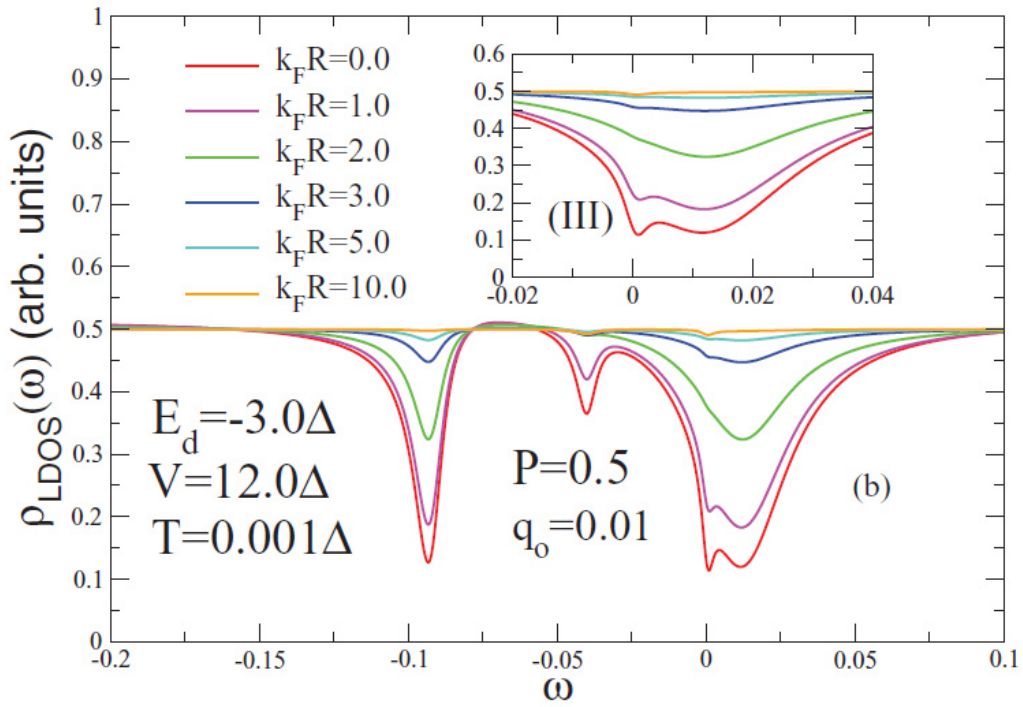 ρLDOS(ω) (arb. units)
1
0.9
0.8
0.7
0.6
0.5
0.4
0.3
0.2
0.1
0
kFR=0.0
kFR=1.0
kFR=2.0
kFR=3.0
kFR=5.0
kFR=10.0
0.6
0.5
0.4
0.3
0.2
0.1
0
(III)
-0.02 0 0.02 0.04
Ed=-3.0Δ
V=12.0Δ
T=0.001Δ
P=0.5
qo=0.01
(b)
-0.2 -0.15 -0.1 -0.05 0 0.05 0.1
ω